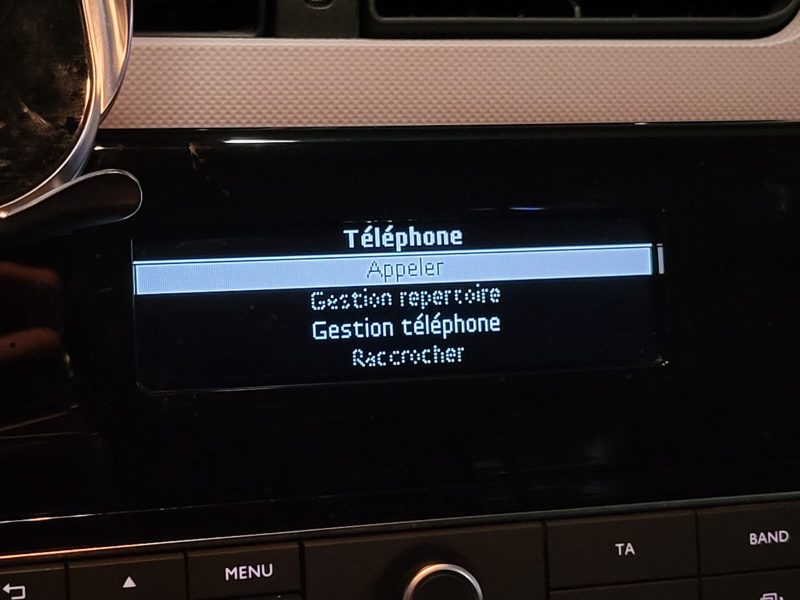 Téléphone
Appeler
Gestion repertoire
Gestion téléphone
Raccrocher
MENU
TA
BAND